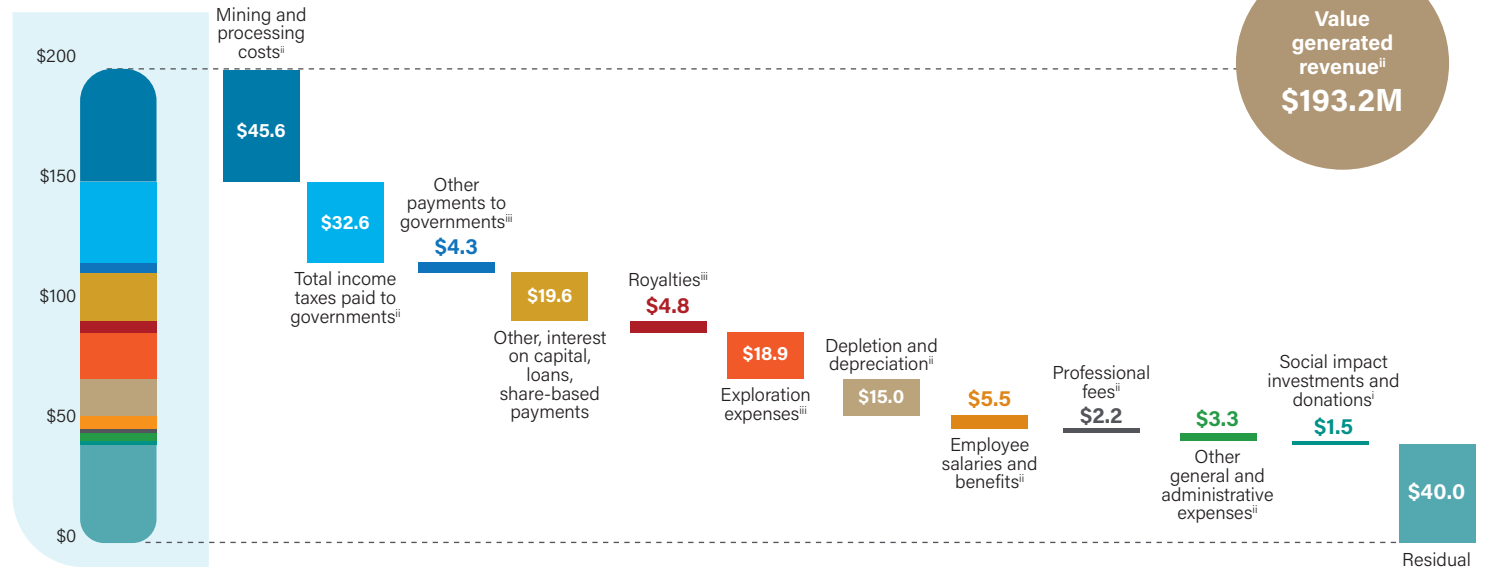 $200
$150
$100
$50
$0
Mining and
processing
costsⁱⁱ
$45.6
$32.6
Total income
taxes paid to
governmentsⁱⁱ
Other
payments to
governmentsⁱⁱⁱ
$4.3
$19.6
Other, interest
on capital,
loans,
share-based
payments
Royaltiesⁱⁱⁱ
$4.8
$18.9
Exploration
expensesⁱⁱⁱ
Depletion and
depreciationⁱⁱ
$15.0
$5.5
Employee
salaries and
benefitsⁱⁱ
Professional
feesⁱⁱ
$2.2
$3.3
Other
general and
administrative
expensesⁱⁱ
Social impact
investments and
donationsⁱ
$1.5
$40.0
Residual
Value
generated
revenueⁱⁱ
$193.2M